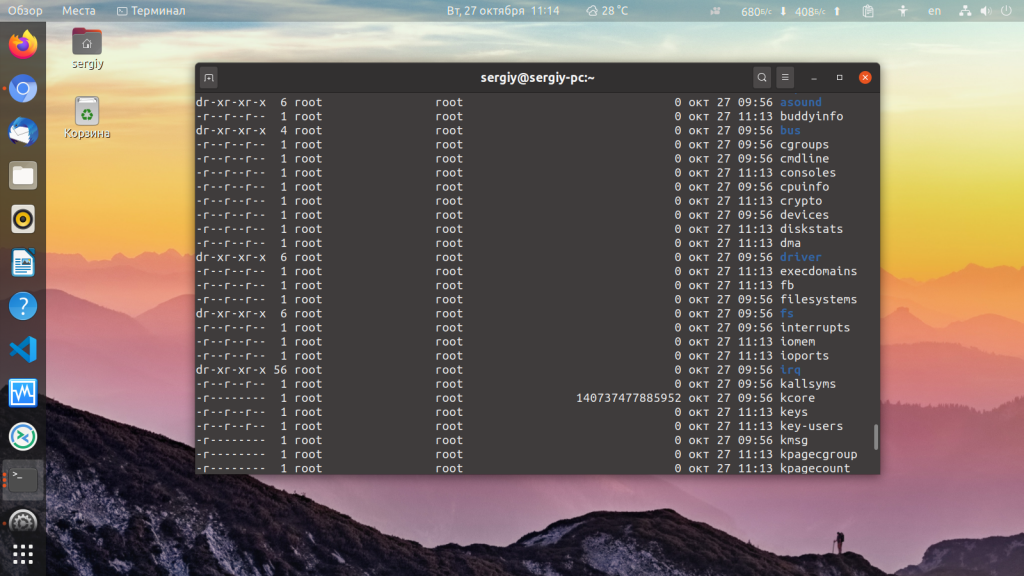 Обзор Места Терминал Вт, 27 октября 11:14 28 °C 680Б/с ⬇ 408Б/с ⬆ en
sergiy
Корзина
sergiy@sergiy-pc:~
dr-xr-xr-x 6 root root 0 окт 27 09:56 asound
-r--r--r-- 1 root root 0 окт 27 11:13 buddyinfo
dr-xr-xr-x 4 root root 0 окт 27 09:56 bus
-r--r--r-- 1 root root 0 окт 27 09:56 cgroups
-r--r--r-- 1 root root 0 окт 27 09:56 cmdline
-r--r--r-- 1 root root 0 окт 27 11:13 consoles
-r--r--r-- 1 root root 0 окт 27 09:56 cpuinfo
-r--r--r-- 1 root root 0 окт 27 11:13 crypto
-r--r--r-- 1 root root 0 окт 27 09:56 devices
-r--r--r-- 1 root root 0 окт 27 11:13 diskstats
-r--r--r-- 1 root root 0 окт 27 11:13 dma
dr-xr-xr-x 6 root root 0 окт 27 09:56 driver
-r--r--r-- 1 root root 0 окт 27 11:13 execdomains
-r--r--r-- 1 root root 0 окт 27 11:13 fb
-r--r--r-- 1 root root 0 окт 27 09:56 filesystems
dr-xr-xr-x 6 root root 0 окт 27 09:56 fs
-r--r--r-- 1 root root 0 окт 27 09:56 interrupts
-r--r--r-- 1 root root 0 окт 27 11:13 iomem
-r--r--r-- 1 root root 0 окт 27 11:13 ioports
dr-xr-xr-x 56 root root 0 окт 27 09:56 irq
-r--r--r-- 1 root root 0 окт 27 09:56 kallsyms
-r-------- 1 root root 140737477885952 окт 27 09:56 kcore
-r--r--r-- 1 root root 0 окт 27 11:13 keys
-r--r--r-- 1 root root 0 окт 27 11:13 key-users
-r-------- 1 root root 0 окт 27 09:56 kmsg
-r-------- 1 root root 0 окт 27 11:13 kpagecgroup
-r-------- 1 root root 0 окт 27 11:13 kpagecount